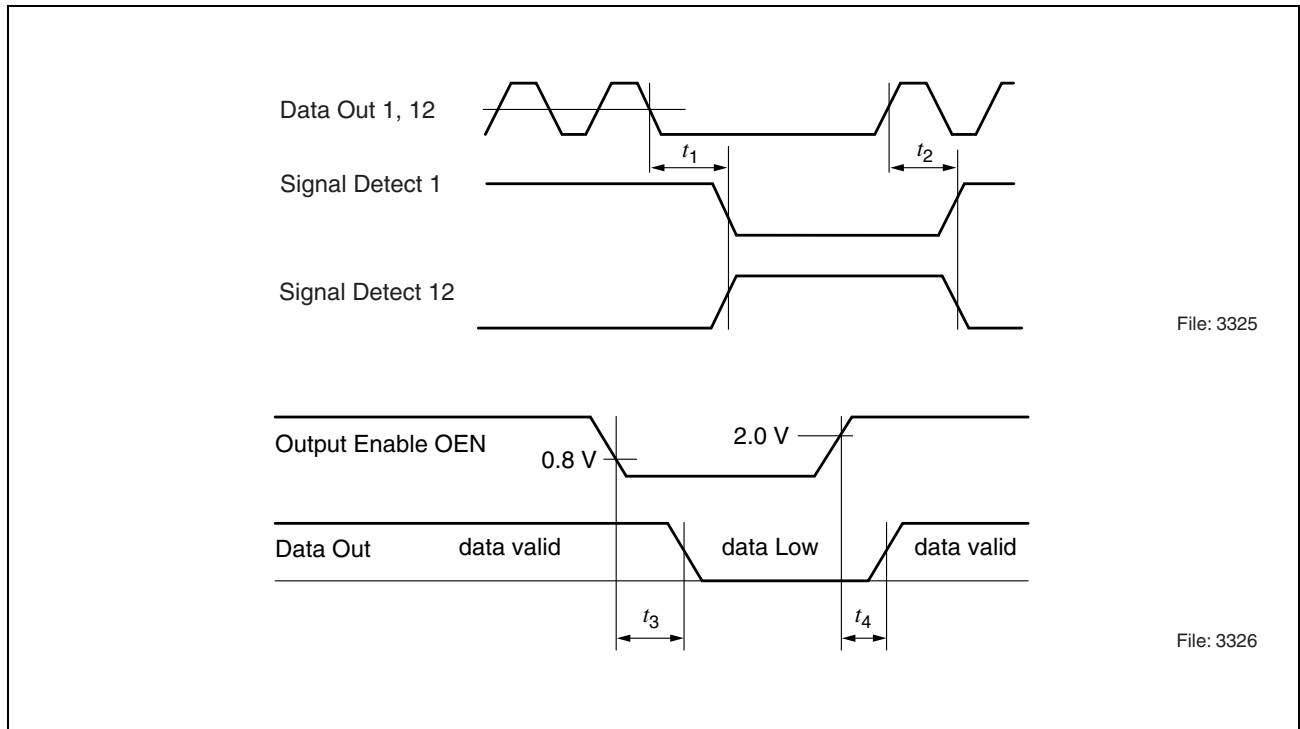 Data Out 1, 12
t1
t2
Signal Detect 1
Signal Detect 12
File: 3325
Output Enable OEN
0.8 V
2.0 V
Data Out
data valid
data Low
data valid
t3
t4
File: 3326